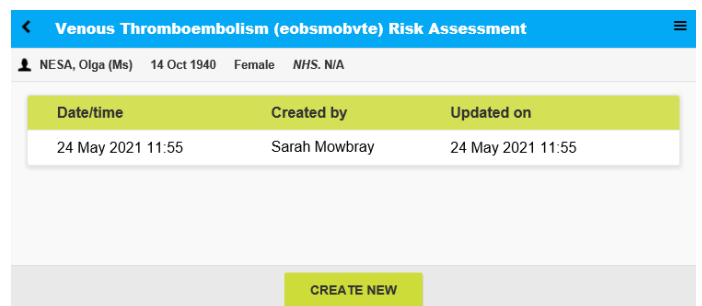 Venous Thromboembolism (eobsmobvte) Risk Assessment
NESA, Olga (Ms) 14 Oct 1940 Female NHS. N/A
Date/time Created by Updated on
24 May 2021 11:55 Sarah Mowbray 24 May 2021 11:55
CREATE NEW